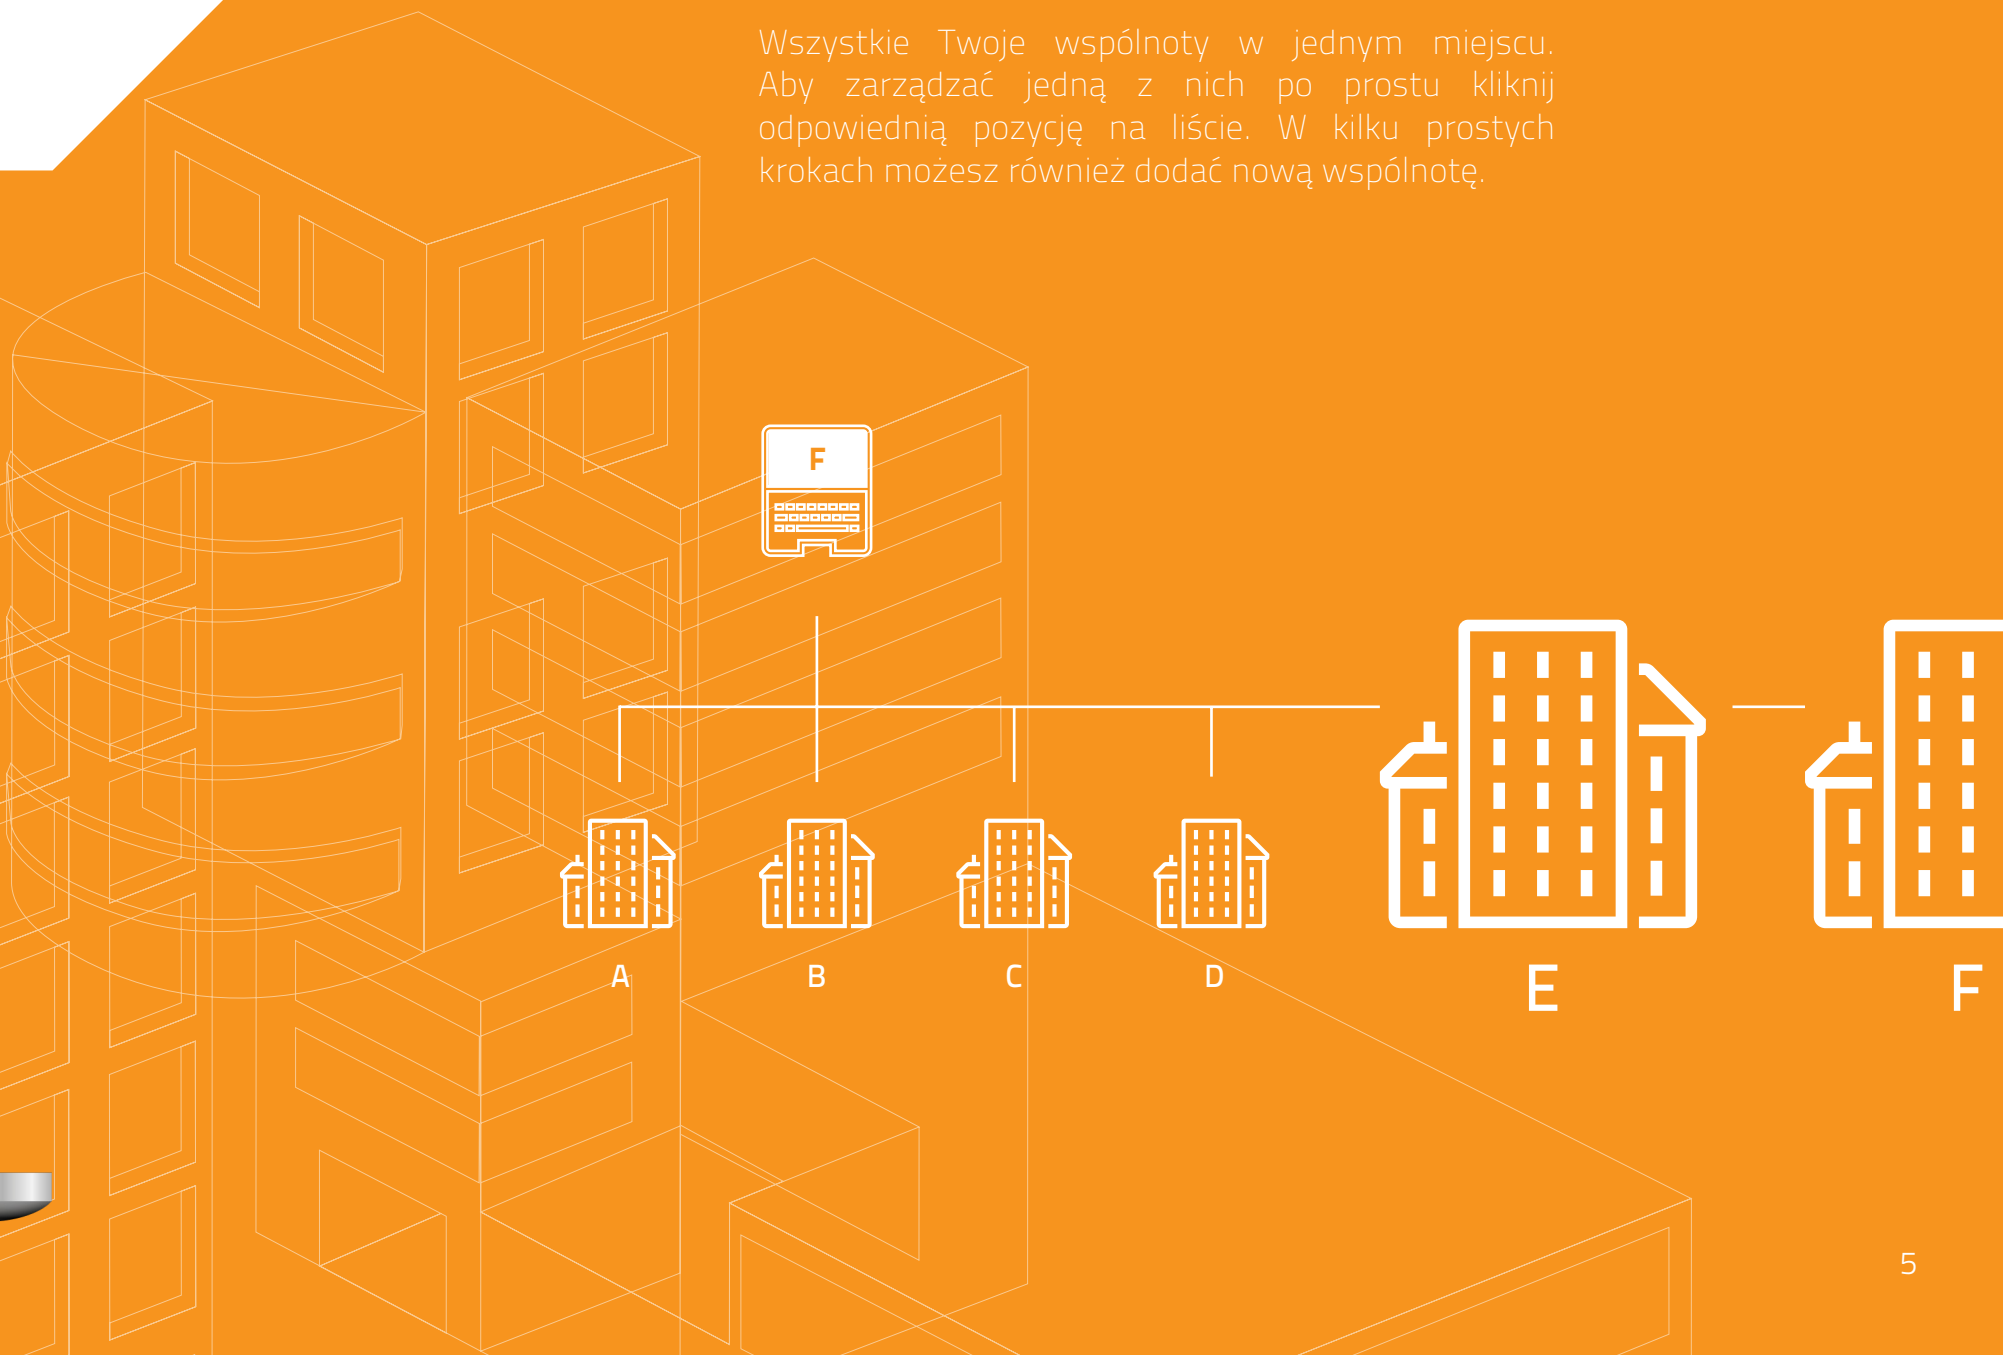 Wszystkie Twoje wspólnoty w jednym miejscu.
Aby zarządzać jedną z nich po prostu kliknij
odpowiednią pozycję na liście. W kilku prostych
krokach możesz również dodać nową wspólnotę.
F
A B C D E F
5